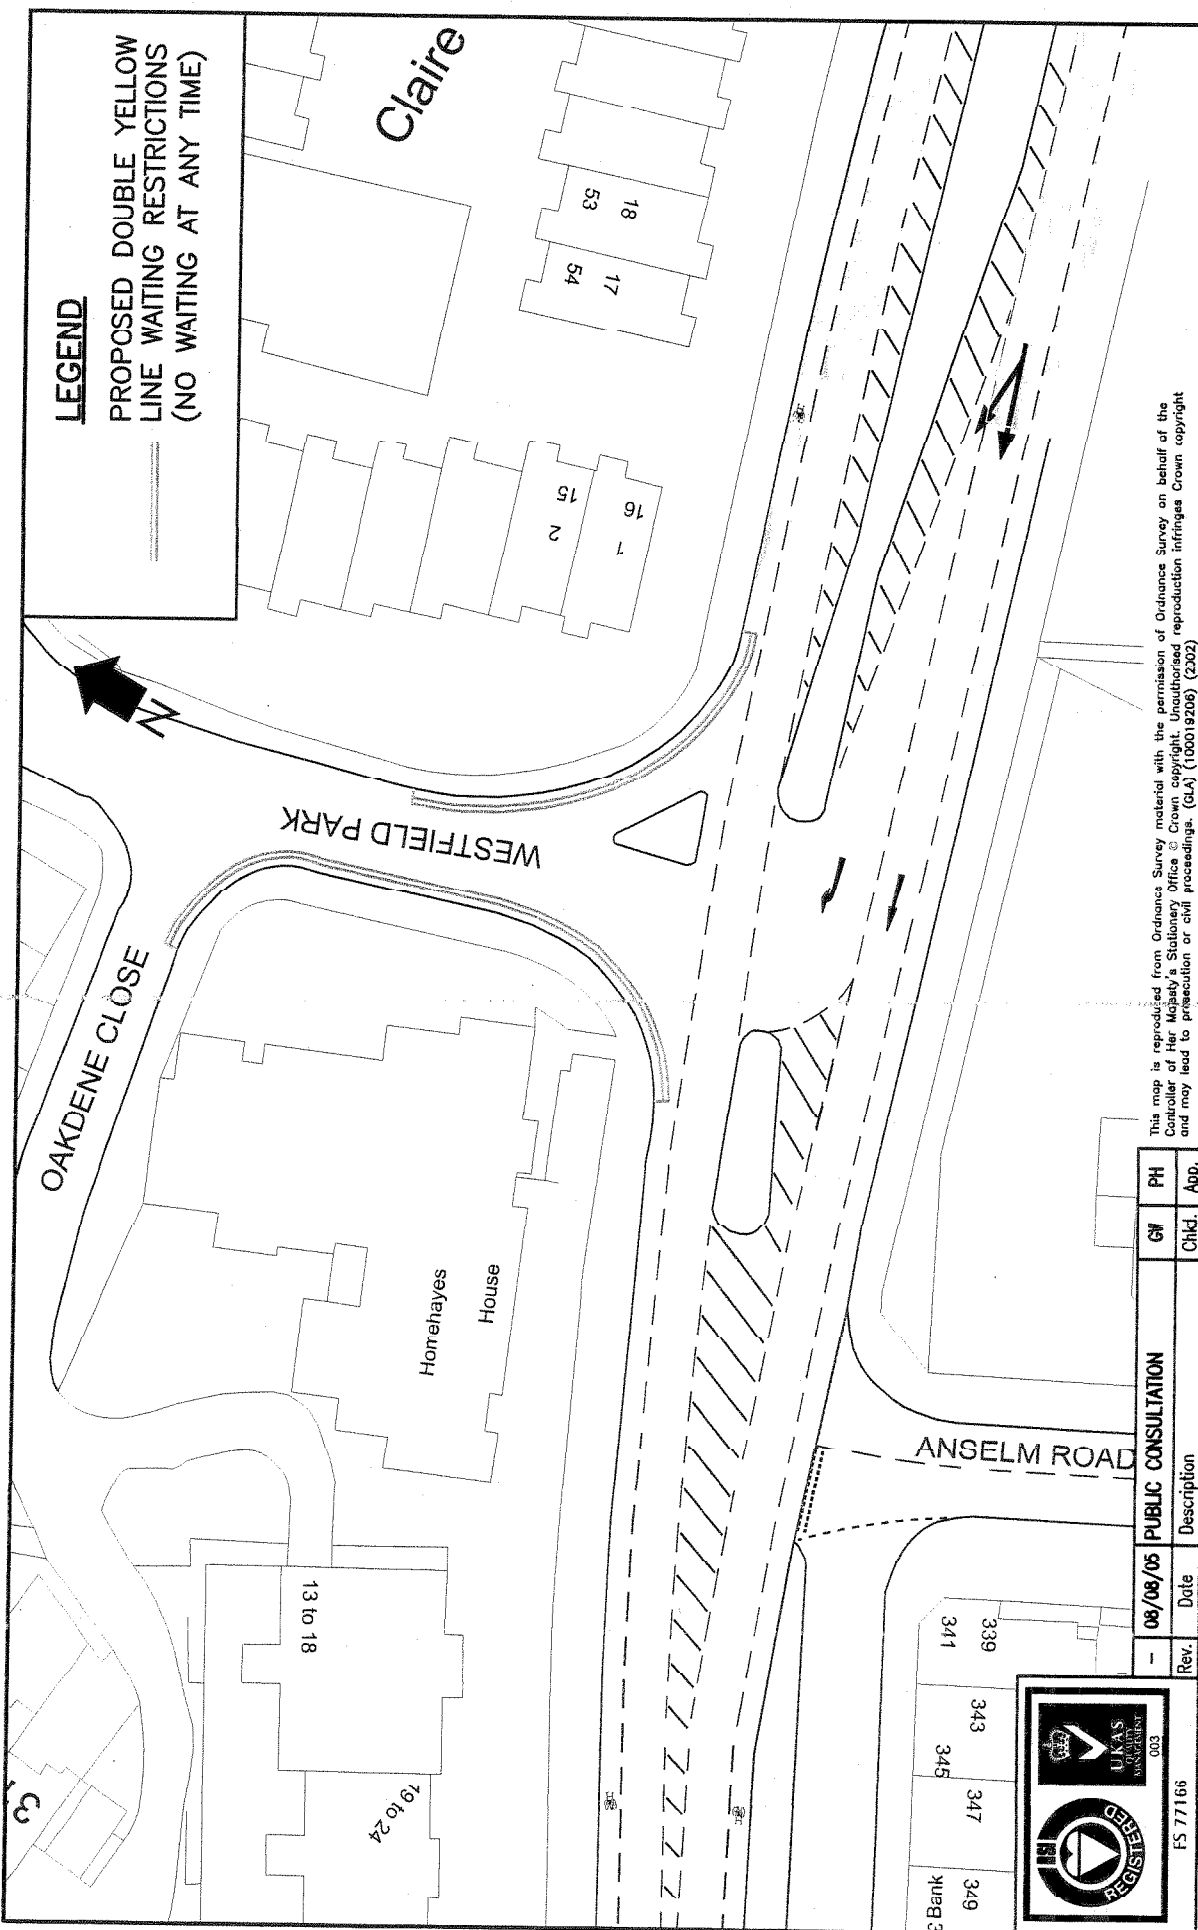 LEGEND
PROPOSED DOUBLE YELLOW
LINE WAITING RESTRICTIONS
(NO WAITING AT ANY TIME)
Claire
53
18
54
17
15
2
16
1
N
WESTFIELD PARK
OAKDENE CLOSE
Homehayes
House
13 to 18
19 to 24
ANSELM ROAD
339
341
343
345
347
349
Bank
This map is reproduced from Ordnance Survey material with the permission of Ordnance Survey on behalf of the
Controller of Her Majesty's Stationery Office © Crown copyright. Unauthorised reproduction infringes Crown copyright
and may lead to prosecution or civil proceedings. (GLA) (100019206) (2002)
- 08/08/05 PUBLIC CONSULTATION GW PH
Rev. Date Description Chkd. App.
BSI
REGISTERED
UKAS
QUALITY
MANAGEMENT
003
FS 77166